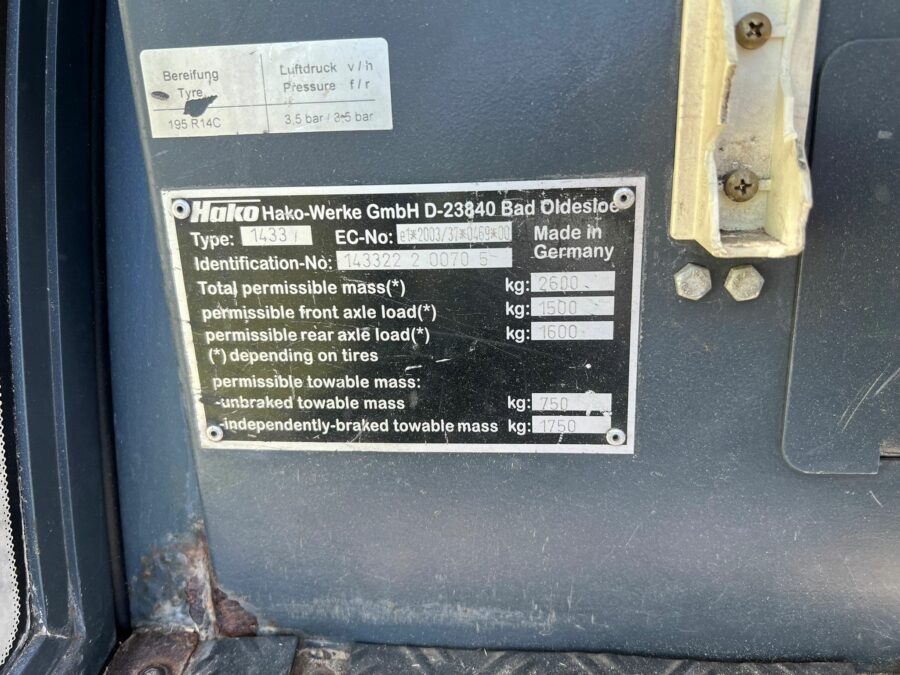 Bereifung
Tyre
195 R14C
Luftdruck v / h
Pressure f / r
3,5 bar / 3,5 bar
Hako Hako-Werke GmbH D-23840 Bad Oldesloe
Type: 1433 EC-No: e1*2003/37*0469*00 Made in Germany
Identification-No: 143322 2 0070 5
Total permissible mass(*) kg: 2600
permissible front axle load(*) kg: 1500
permissible rear axle load(*) kg: 1600
(*) depending on tires
permissible towable mass:
-unbraked towable mass kg: 750
-independently-braked towable mass kg: 1750